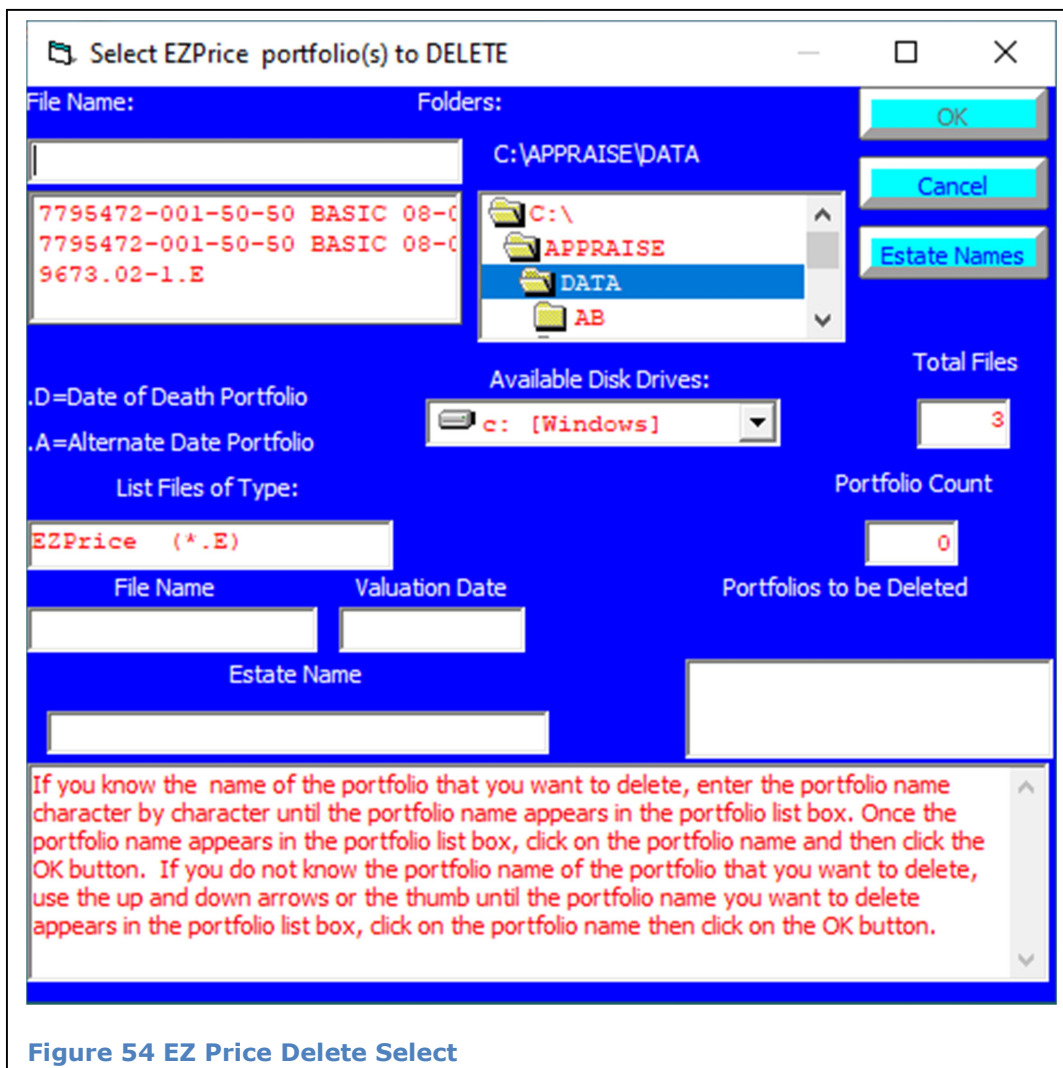 Select EZPrice portfolio(s) to DELETE
File Name:
Folders:
OK
C:\APPRAISE\DATA
Cancel
7795472-001-50-50 BASIC 08-0
7795472-001-50-50 BASIC 08-0
9673.02-1.E
C:\
APPRAISE
DATA
AB
Estate Names
Total Files
3
.D=Date of Death Portfolio
.A=Alternate Date Portfolio
Available Disk Drives:
c: [Windows]
List Files of Type:
Portfolio Count
EZPrice (*.E)
0
File Name
Valuation Date
Portfolios to be Deleted
Estate Name
If you know the name of the portfolio that you want to delete, enter the portfolio name
character by character until the portfolio name appears in the portfolio list box. Once the
portfolio name appears in the portfolio list box, click on the portfolio name and then click the
OK button. If you do not know the portfolio name of the portfolio that you want to delete,
use the up and down arrows or the thumb until the portfolio name you want to delete
appears in the portfolio list box, click on the portfolio name then click on the OK button.
Figure 54 EZ Price Delete Select